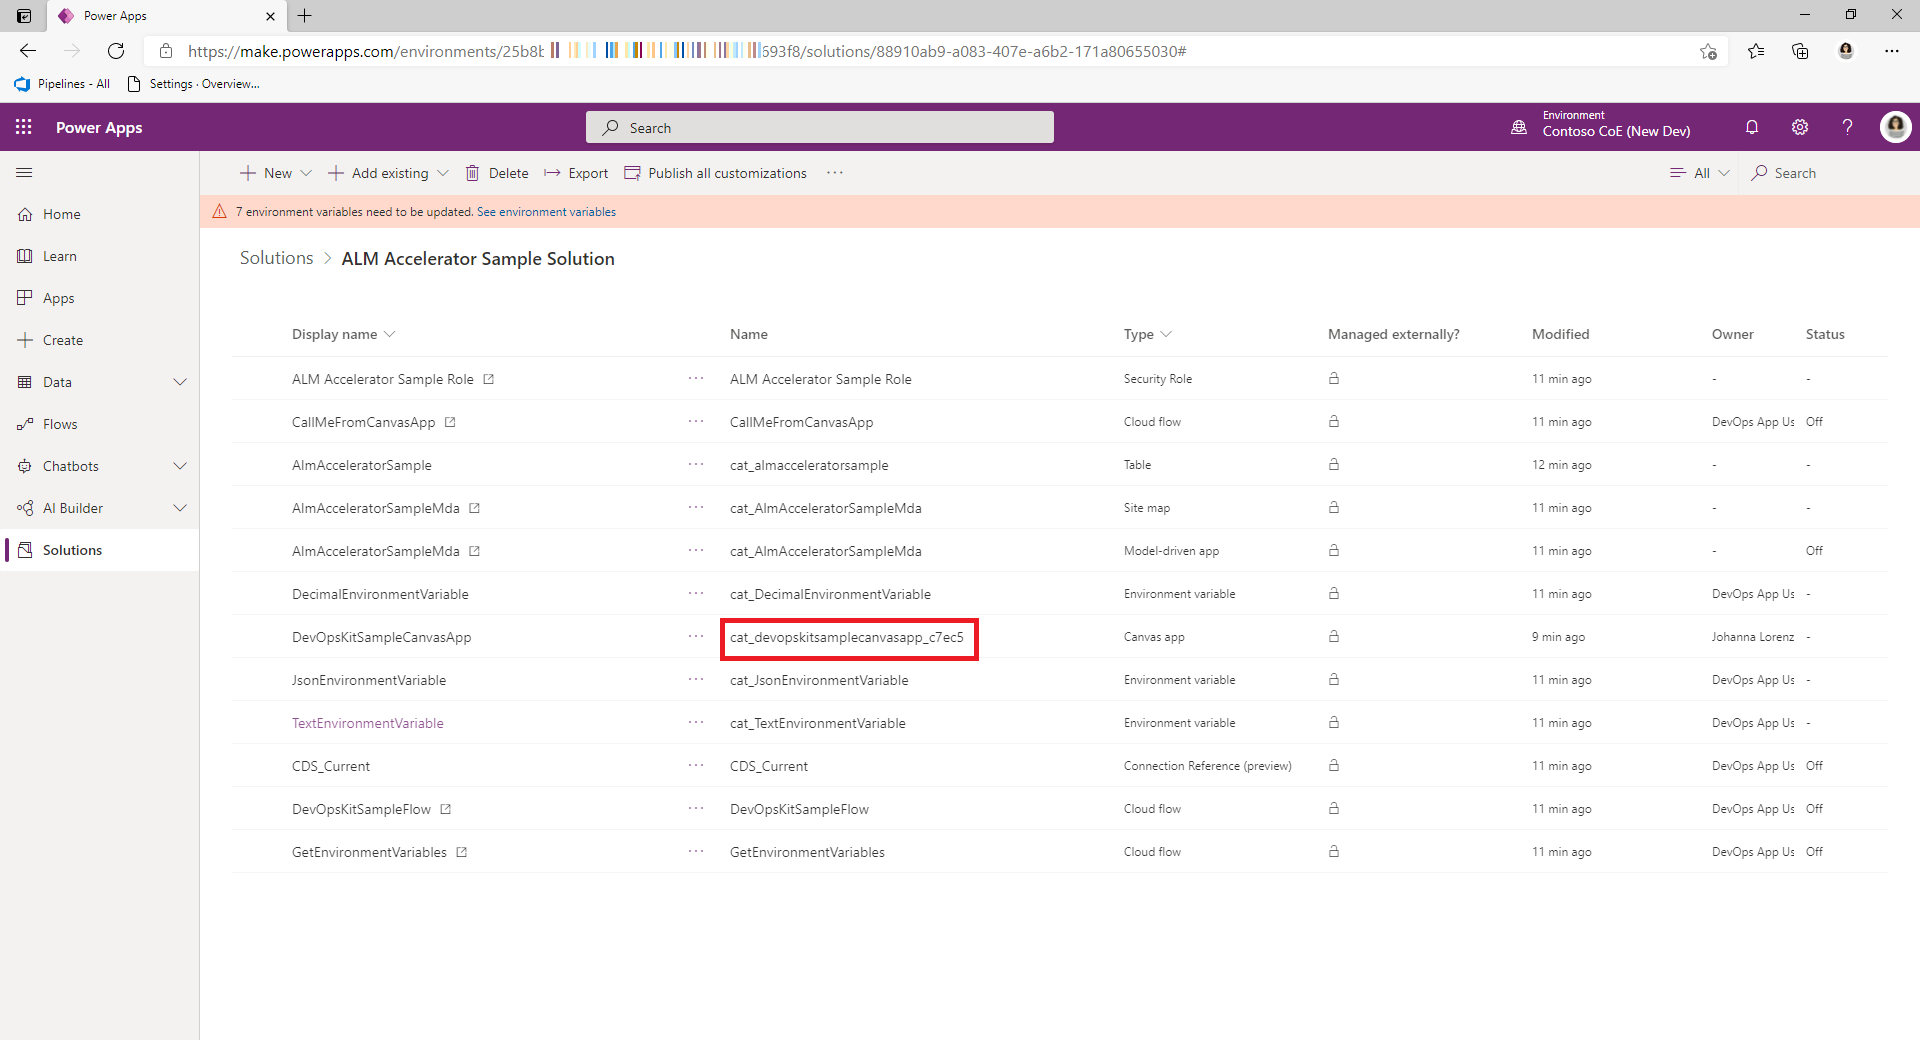 Power Apps
https://make.powerapps.com/environments/25b8b 693f8/solutions/88910ab9-a083-407e-a6b2-171a80655030#
Pipelines - All Settings · Overview...
Power Apps Search Environment
Contoso CoE (New Dev)
New Add existing Delete Export Publish all customizations ··· All Search
7 environment variables need to be updated. See environment variables
Home
Learn
Apps
Create
Data
Flows
Chatbots
AI Builder
Solutions
Solutions > ALM Accelerator Sample Solution
Display name Name Type Managed externally? Modified Owner Status
ALM Accelerator Sample Role ··· ALM Accelerator Sample Role Security Role 11 min ago - -
CallMeFromCanvasApp ··· CallMeFromCanvasApp Cloud flow 11 min ago DevOps App Us Off
AlmAcceleratorSample ··· cat_almacceleratorsample Table 12 min ago - -
AlmAcceleratorSampleMda ··· cat_AlmAcceleratorSampleMda Site map 11 min ago - -
AlmAcceleratorSampleMda ··· cat_AlmAcceleratorSampleMda Model-driven app 11 min ago - Off
DecimalEnvironmentVariable ··· cat_DecimalEnvironmentVariable Environment variable 11 min ago DevOps App Us -
DevOpsKitSampleCanvasApp ··· cat_devopskitsamplecanvasapp_c7ec5 Canvas app 9 min ago Johanna Lorenz -
JsonEnvironmentVariable ··· cat_JsonEnvironmentVariable Environment variable 11 min ago DevOps App Us -
TextEnvironmentVariable ··· cat_TextEnvironmentVariable Environment variable 11 min ago DevOps App Us -
CDS_Current ··· CDS_Current Connection Reference (preview) 11 min ago DevOps App Us Off
DevOpsKitSampleFlow ··· DevOpsKitSampleFlow Cloud flow 11 min ago DevOps App Us Off
GetEnvironmentVariables ··· GetEnvironmentVariables Cloud flow 11 min ago DevOps App Us Off